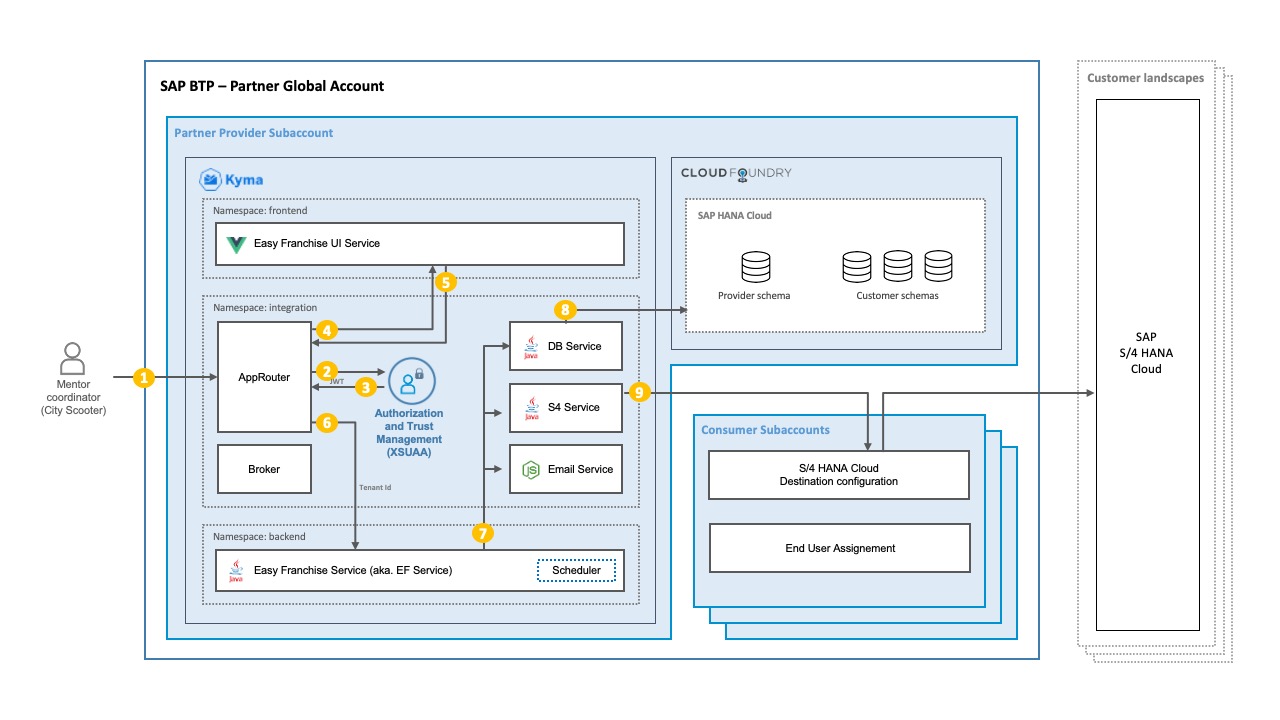 SAP BTP – Partner Global Account
Customer landscapes
Partner Provider Subaccount
Kyma
CLOUD FOUNDRY
Namespace: frontend
Easy Franchise UI Service
SAP HANA Cloud
Provider schema
Customer schemas
5
Namespace: integration
8
4
AppRouter
2
JWT
3
6
Authorization
and Trust
Management
(XSUAA)
DB Service
Java
S4 Service
Java
JS
Email Service
Broker
Tenant Id
1
Mentor
coordinator
(City Scooter)
9
SAP
S/4 HANA
Cloud
Consumer Subaccounts
S/4 HANA Cloud
Destination configuration
End User Assignement
7
Namespace: backend
Java
Easy Franchise Service (aka. EF Service)
Scheduler